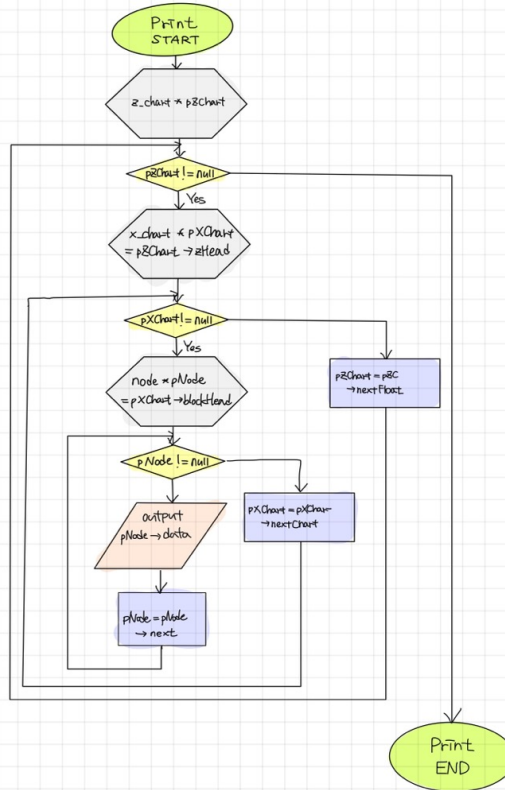 Print
START
z_chart * pZChart
pZChart != null
Yes
x_chart * pXChart
= pZChart → zHead
pXChart != null
Yes
pZChart = pZC
→ nextFloat
node * pNode
= pXChart → blockHead
pNode != null
output
pNode → data
pXChart = pXChar
→ nextChart
pNode = pNode
→ next
Print
END